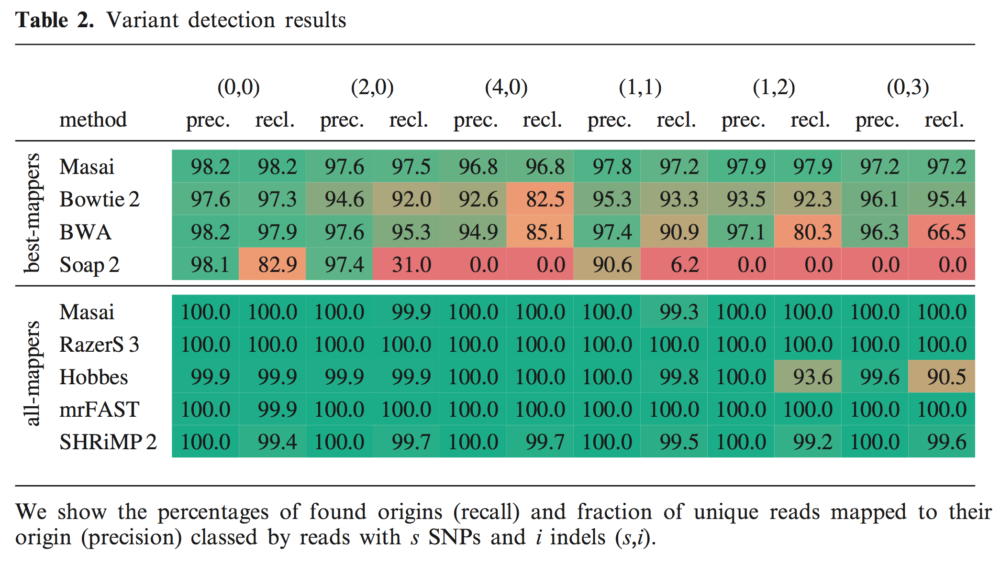 Table 2. Variant detection results
(0,0) (2,0) (4,0) (1,1) (1,2) (0,3)
method prec. recl. prec. recl. prec. recl. prec. recl. prec. recl. prec. recl.
best-mappers
Masai 98.2 98.2 97.6 97.5 96.8 96.8 97.8 97.2 97.9 97.9 97.2 97.2
Bowtie 2 97.6 97.3 94.6 92.0 92.6 82.5 95.3 93.3 93.5 92.3 96.1 95.4
BWA 98.2 97.9 97.6 95.3 94.9 85.1 97.4 90.9 97.1 80.3 96.3 66.5
Soap 2 98.1 82.9 97.4 31.0 0.0 0.0 90.6 6.2 0.0 0.0 0.0 0.0
all-mappers
Masai 100.0 100.0 100.0 99.9 100.0 100.0 100.0 99.3 100.0 100.0 100.0 100.0
RazerS 3 100.0 100.0 100.0 100.0 100.0 100.0 100.0 100.0 100.0 100.0 100.0 100.0
Hobbes 99.9 99.9 99.9 99.9 100.0 100.0 100.0 99.8 100.0 93.6 99.6 90.5
mrFAST 100.0 99.9 100.0 100.0 100.0 100.0 100.0 100.0 100.0 100.0 100.0 100.0
SHRiMP 2 100.0 99.4 100.0 99.7 100.0 99.7 100.0 99.5 100.0 99.2 100.0 99.6
We show the percentages of found origins (recall) and fraction of unique reads mapped to their
origin (precision) classed by reads with s SNPs and i indels (s,i).